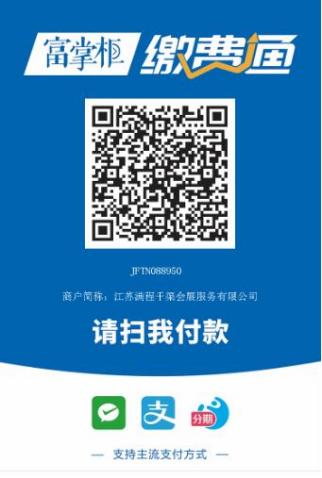 富掌柜 缴费通
JFTN088950
商户简称：江苏满程千渠会展服务有限公司
请扫我付款
支 分期
— 支持主流支付方式 —